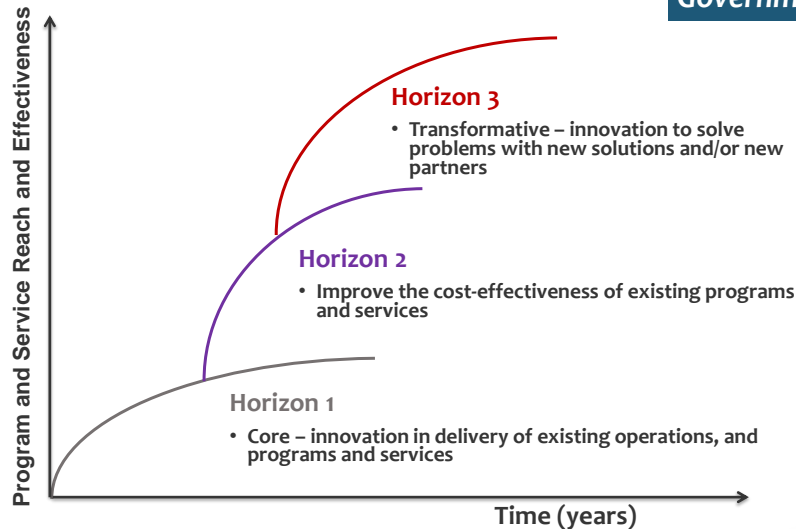 Program and Service Reach and Effectiveness
Horizon 3
• Transformative – innovation to solve
problems with new solutions and/or new
partners
Horizon 2
• Improve the cost-effectiveness of existing programs
and services
Horizon 1
• Core – innovation in delivery of existing operations, and
programs and services
Time (years)